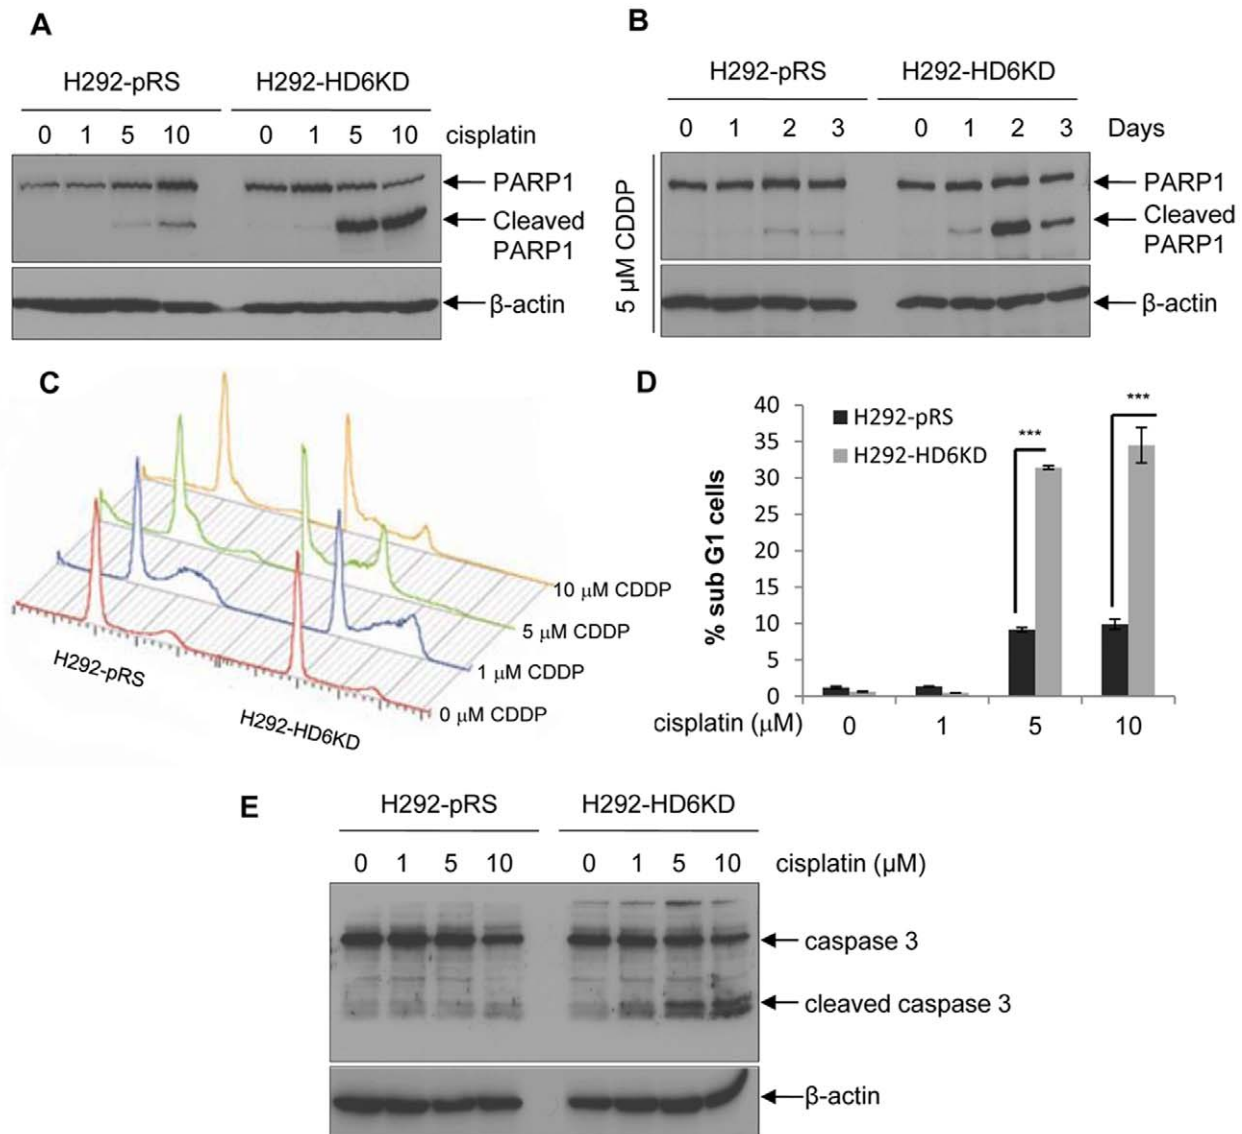 A
H292-pRS H292-HD6KD
0 1 5 10 0 1 5 10 cisplatin
PARP1
Cleaved
PARP1
β-actin
B
H292-pRS H292-HD6KD
0 1 2 3 0 1 2 3 Days
5 µM CDDP
PARP1
Cleaved
PARP1
β-actin
C
10 µM CDDP
5 µM CDDP
1 µM CDDP
0 µM CDDP
H292-pRS
H292-HD6KD
D
% sub G1 cells
40
35
30
25
20
15
10
5
0
H292-pRS
H292-HD6KD
***
***
cisplatin (µM) 0 1 5 10
E
H292-pRS H292-HD6KD
0 1 5 10 0 1 5 10 cisplatin (µM)
caspase 3
cleaved caspase 3
β-actin